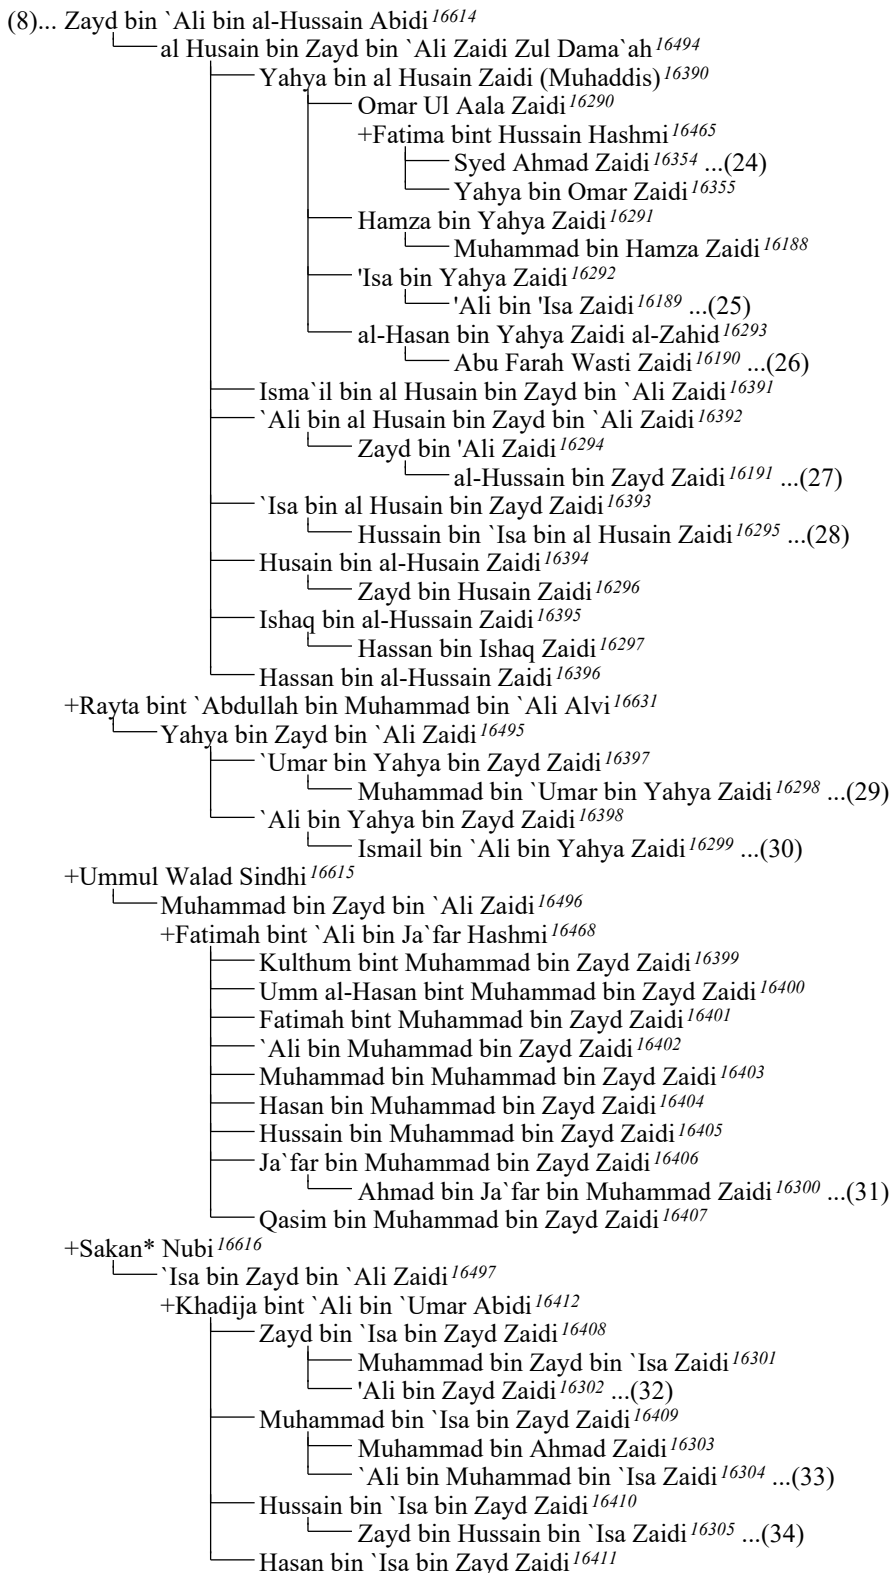 (8)... Zayd bin `Ali bin al-Hussain Abidi 16614
al Husain bin Zayd bin `Ali Zaidi Zul Dama`ah 16494
Yahya bin al Husain Zaidi (Muhaddis) 16390
Omar Ul Aala Zaidi 16290
+Fatima bint Hussain Hashmi 16465
Syed Ahmad Zaidi 16354 ...(24)
Yahya bin Omar Zaidi 16355
Hamza bin Yahya Zaidi 16291
Muhammad bin Hamza Zaidi 16188
'Isa bin Yahya Zaidi 16292
'Ali bin 'Isa Zaidi 16189 ...(25)
al-Hasan bin Yahya Zaidi al-Zahid 16293
Abu Farah Wasti Zaidi 16190 ...(26)
Isma`il bin al Husain bin Zayd bin `Ali Zaidi 16391
`Ali bin al Husain bin Zayd bin `Ali Zaidi 16392
Zayd bin 'Ali Zaidi 16294
al-Hussain bin Zayd Zaidi 16191 ...(27)
`Isa bin al Husain bin Zayd Zaidi 16393
Hussain bin `Isa bin al Husain Zaidi 16295 ...(28)
Husain bin al-Husain Zaidi 16394
Zayd bin Husain Zaidi 16296
Ishaq bin al-Hussain Zaidi 16395
Hassan bin Ishaq Zaidi 16297
Hassan bin al-Hussain Zaidi 16396
+Rayta bint `Abdullah bin Muhammad bin `Ali Alvi 16631
Yahya bin Zayd bin `Ali Zaidi 16495
`Umar bin Yahya bin Zayd Zaidi 16397
Muhammad bin `Umar bin Yahya Zaidi 16298 ...(29)
`Ali bin Yahya bin Zayd Zaidi 16398
Ismail bin `Ali bin Yahya Zaidi 16299 ...(30)
+Ummul Walad Sindhi 16615
Muhammad bin Zayd bin `Ali Zaidi 16496
+Fatimah bint `Ali bin Ja`far Hashmi 16468
Kulthum bint Muhammad bin Zayd Zaidi 16399
Umm al-Hasan bint Muhammad bin Zayd Zaidi 16400
Fatimah bint Muhammad bin Zayd Zaidi 16401
`Ali bin Muhammad bin Zayd Zaidi 16402
Muhammad bin Muhammad bin Zayd Zaidi 16403
Hasan bin Muhammad bin Zayd Zaidi 16404
Hussain bin Muhammad bin Zayd Zaidi 16405
Ja`far bin Muhammad bin Zayd Zaidi 16406
Ahmad bin Ja`far bin Muhammad Zaidi 16300 ...(31)
Qasim bin Muhammad bin Zayd Zaidi 16407
+Sakan* Nubi 16616
`Isa bin Zayd bin `Ali Zaidi 16497
+Khadija bint `Ali bin `Umar Abidi 16412
Zayd bin `Isa bin Zayd Zaidi 16408
Muhammad bin Zayd bin `Isa Zaidi 16301
'Ali bin Zayd Zaidi 16302 ...(32)
Muhammad bin `Isa bin Zayd Zaidi 16409
Muhammad bin Ahmad Zaidi 16303
`Ali bin Muhammad bin `Isa Zaidi 16304 ...(33)
Hussain bin `Isa bin Zayd Zaidi 16410
Zayd bin Hussain bin `Isa Zaidi 16305 ...(34)
Hasan bin `Isa bin Zayd Zaidi 16411